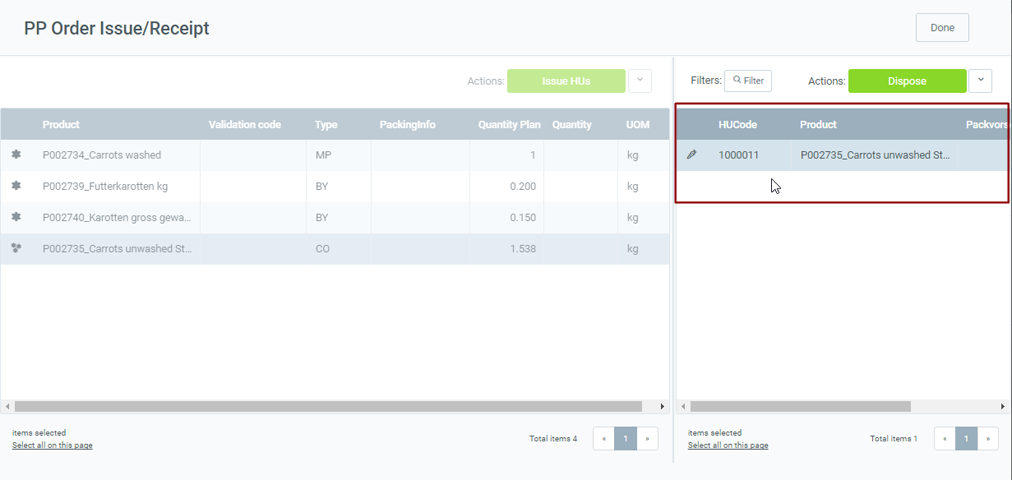 PP Order Issue/Receipt
Done
Actions: Issue HUs
Filters: Filter Actions: Dispose
Product Validation code Type PackingInfo Quantity Plan Quantity UOM
P002734_Carrots washed MP 1 kg
P002739_Futterkarotten kg BY 0.200 kg
P002740_Karotten gross gewa... BY 0.150 kg
P002735_Carrots unwashed St... CO 1.538 kg
HUCode Product Packvors
1000011 P002735_Carrots unwashed St...
items selected
Select all on this page
Total items 4 « 1 »
items selected
Select all on this page
Total items 1 « 1 »